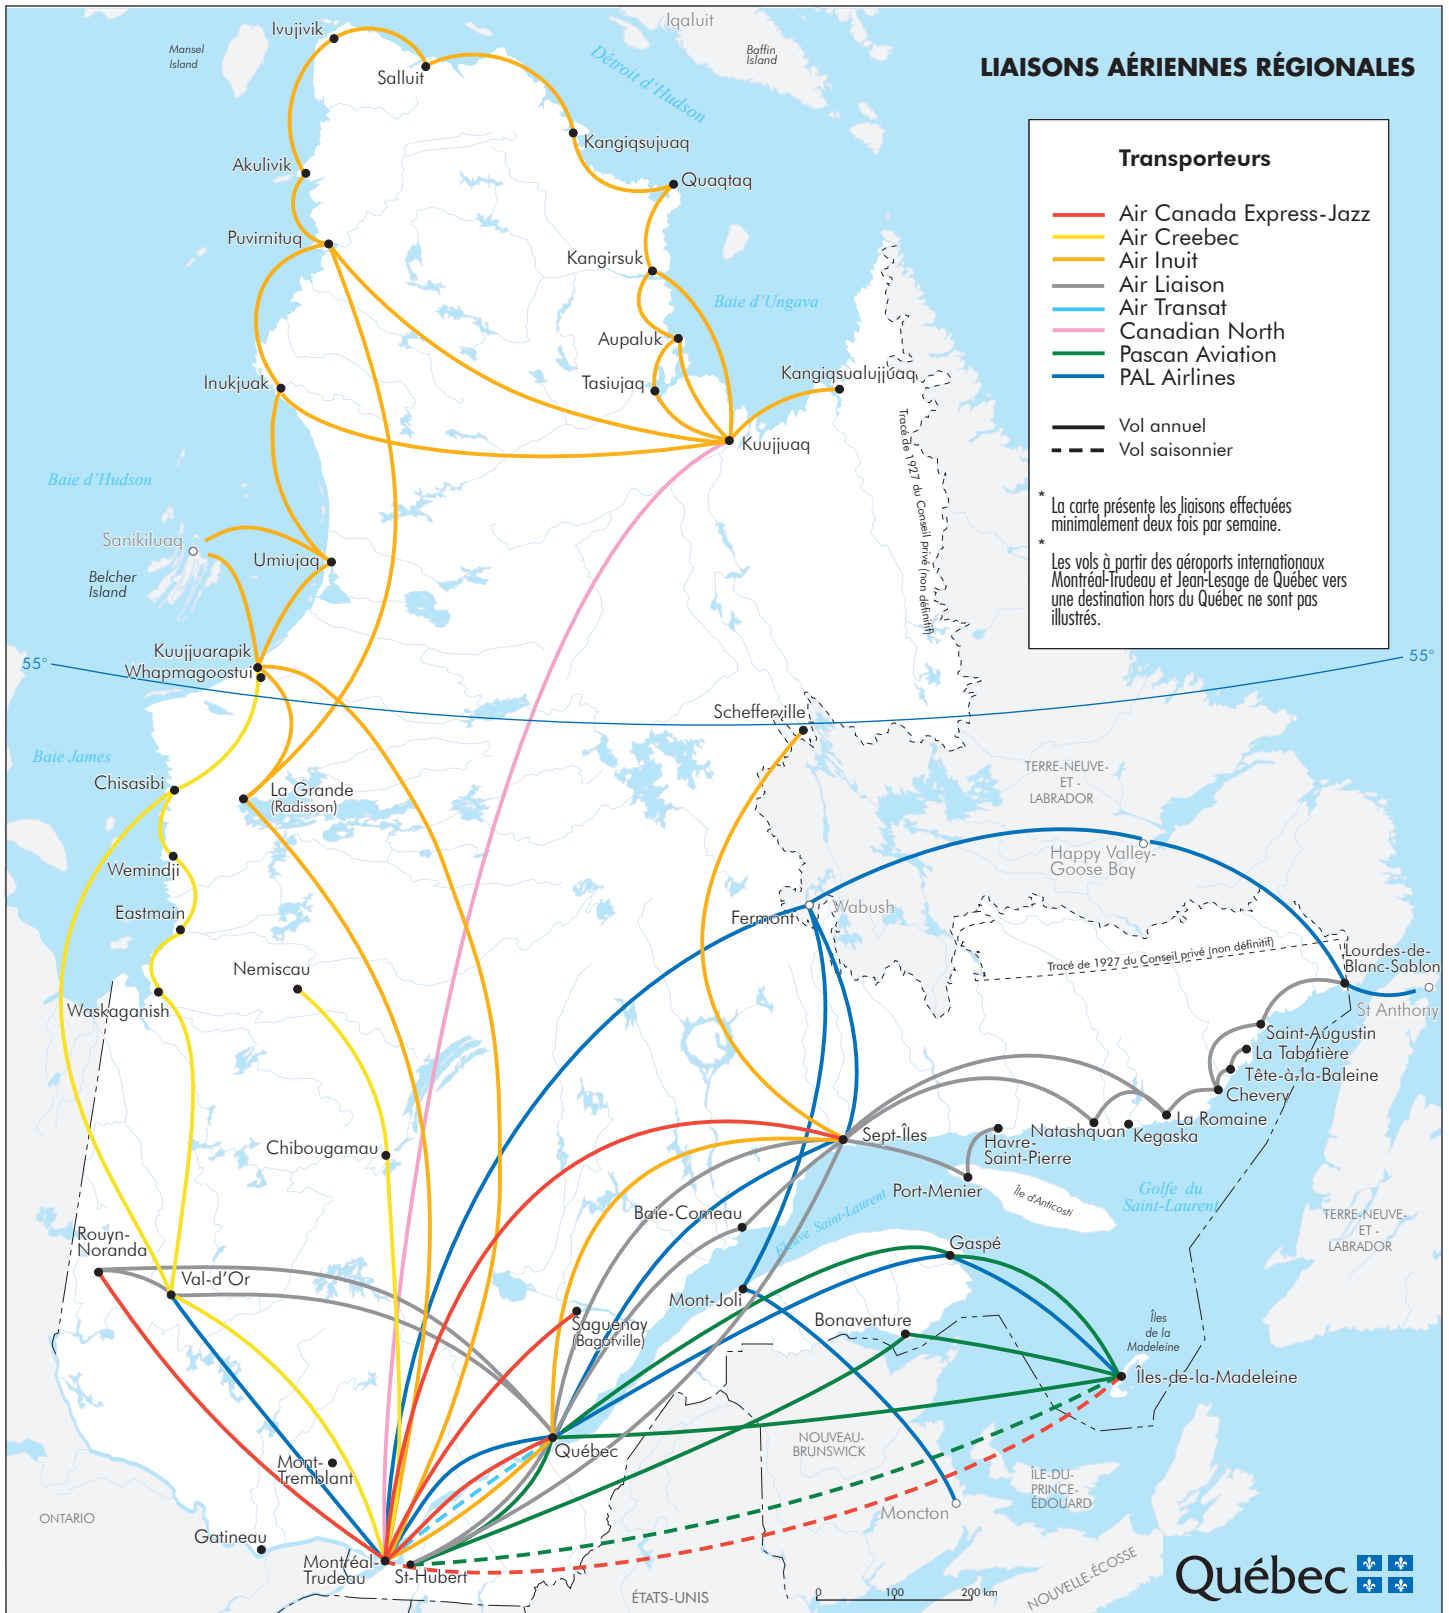 LIAISONS AÉRIENNES RÉGIONALES
Transporteurs
Air Canada Express-Jazz
Air Creebec
Air Inuit
Air Liaison
Air Transat
Canadian North
Pascan Aviation
PAL Airlines
Vol annuel
Vol saisonnier
* La carte présente les liaisons effectuées
minimalement deux fois par semaine.
*
Les vols à partir des aéroports internationaux
Montréal-Trudeau et Jean-Lesage de Québec vers
une destination hors du Québec ne sont pas
illustrés.
Iqaluit
Baffin
Island
Mansel
Island
Détroit d'Hudson
Ivujivik
Salluit
Kangiqsujuaq
Akulivik
Quaqtaq
Puvirnituq
Kangirsuk
Baie d'Ungava
Aupaluk
Tasiujaq
Kangiqsualujjuaq
Inukjuak
Kuujjuaq
Tracé de 1927 du Conseil privé (non définitif)
Baie d'Hudson
Sanikiluaq
Belcher
Island
Umiujaq
Kuujjuarapik
Whapmagoostui
55°
55°
Schefferville
Baie James
Chisasibi
La Grande
(Radisson)
TERRE-NEUVE-
ET -
LABRADOR
Wemindji
Happy Valley-
Goose Bay
Eastmain
Fermont
Wabush
Tracé de 1927 du Conseil privé (non définitif)
Lourdes-de-
Blanc-Sablon
Nemiscau
St Anthony
Waskaganish
Saint-Augustin
La Tabatière
Tête-à-la-Baleine
Chevery
La Romaine
Kegaska
Natashquan
Havre-
Saint-Pierre
Sept-Îles
Chibougamau
Port-Menier
Île d'Anticosti
Golfe du
Saint-Laurent
TERRE-NEUVE-
ET -
LABRADOR
Baie-Comeau
Fleuve Saint-Laurent
Rouyn-
Noranda
Val-d'Or
Gaspé
Mont-Joli
Saguenay
(Bagotville)
Bonaventure
Îles
de la
Madeleine
Îles-de-la-Madeleine
Québec
NOUVEAU-
BRUNSWICK
Mont-
Tremblant
ÎLE-DU-
PRINCE-
ÉDOUARD
Moncton
ONTARIO
Gatineau
Montréal-
Trudeau
St-Hubert
ÉTATS-UNIS
0 100 200 km
NOUVELLE-ÉCOSSE
Québec